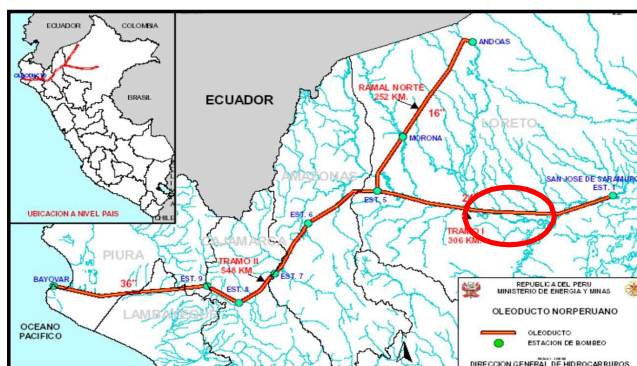 ECUADOR
COLOMBIA
BRASIL
UBICACION A NIVEL PAIS
ECUADOR
ANDOAS
RAMAL NORTE
252 KM.
16"
LORETO
MORONA
AMAZONAS
SAN JOSE DE SARAMURO
EST. 1
EST. 5
TRAMO I
306 KM.
EST. 6
CAJAMARCA
TRAMO II
548 KM.
EST. 7
PIURA
36"
EST. 9
EST. 8
BAYOVAR
LAMBAYEQUE
OCEANO
PACIFICO
REPUBLICA DEL PERU
MINISTERIO DE ENERGIA Y MINAS
OLEODUCTO NORPERUANO
OLEODUCTO
ESTACION DE BOMBEO
DIRECCION GENERAL DE HIDROCARBUROS